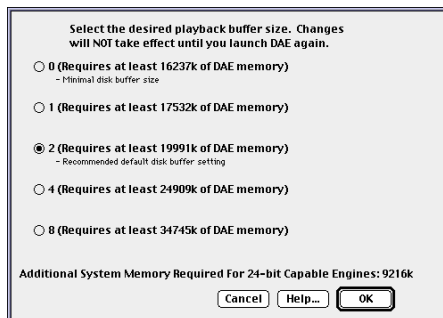 Select the desired playback buffer size. Changes
will NOT take effect until you launch DAE again.
0 (Requires at least 16237k of DAE memory)
- Minimal disk buffer size
1 (Requires at least 17532k of DAE memory)
2 (Requires at least 19991k of DAE memory)
- Recommended default disk buffer setting
4 (Requires at least 24909k of DAE memory)
8 (Requires at least 34745k of DAE memory)
Additional System Memory Required For 24-bit Capable Engines: 9216k
Cancel Help... OK